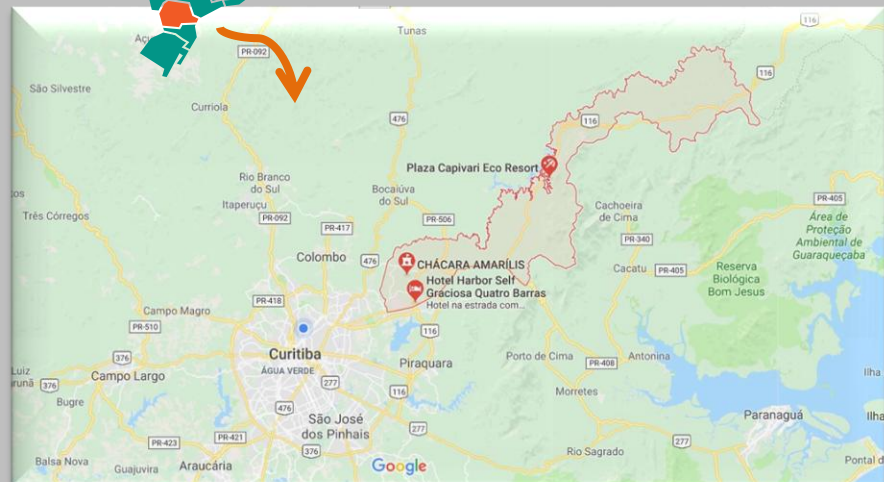 116
Tunas
PR-092
116
São Silvestre
Curriola
476
116
Plaza Capivari Eco Resort
Rio Branco
do Sul
Bocaiúva
do Sul
Itaperuçu
Três Córregos
PR-092
PR-506
Cachoeira
de Cima
PR-405
Área de
Proteção
Ambiental de
Guaraqueçaba
PR-417
PR-340
Colombo
476
CHÁCARA AMARÍLIS
Cacatu
PR-405
Reserva
Biológica
Bom Jesus
Hotel Harbor Self
Graciosa Quatro Barras
Hotel na estrada com...
PR-418
Campo Magro
PR-510
116
376
Curitiba
ÁGUA VERDE
Piraquara
Porto de Cima
PR-408
Antonina
Luiz
376
Campo Largo
277
116
Morretes
Ilha
Bugre
476
São José
dos Pinhais
277
Paranaguá
Ilha
PR-423
PR-421
376
277
Rio Sagrado
Balsa Nova
Guajuvira
Araucária
Google
Pontal d